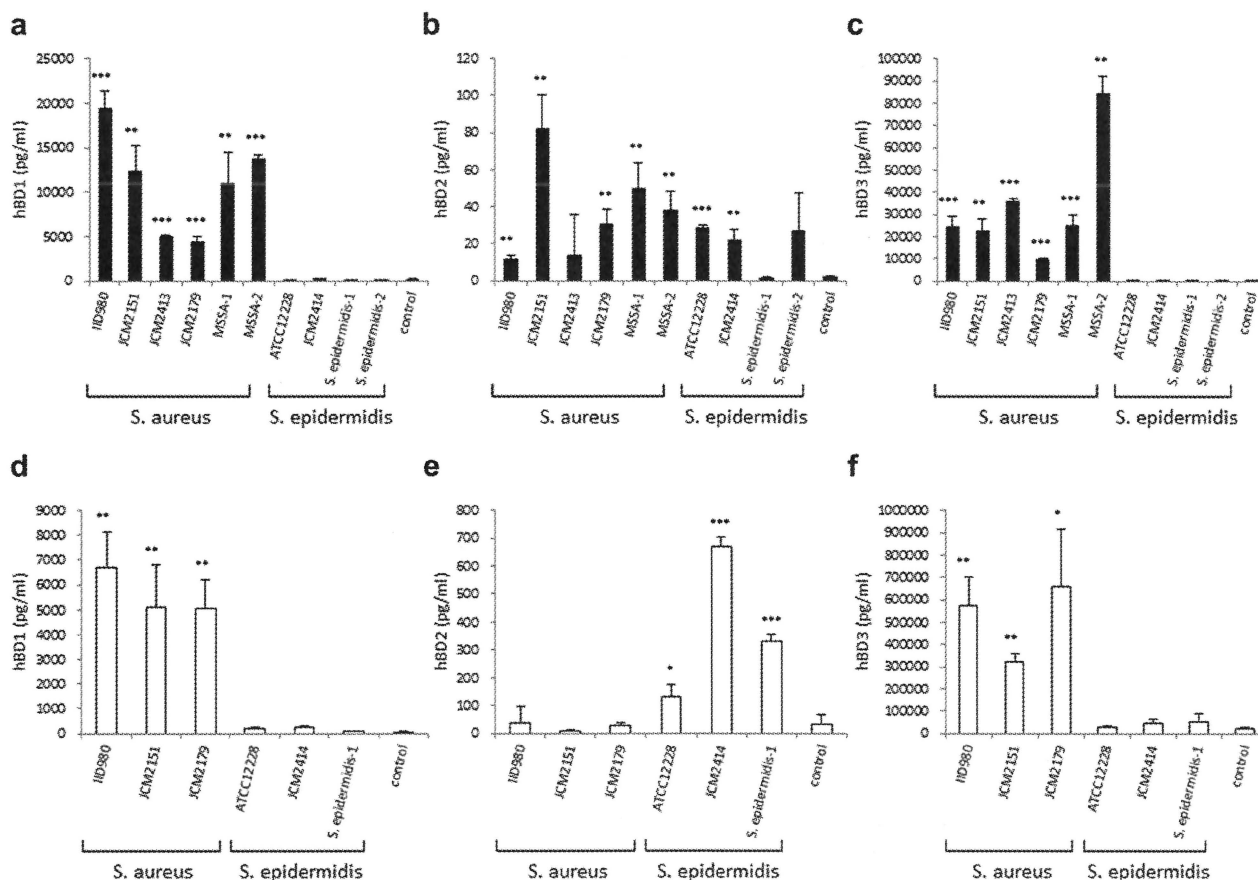 a
hBD1 (pg/ml)
25000
20000
15000
10000
5000
0
*** ** *** *** ** ***
IID980 JCM2151 JCM2413 JCM2179 MSSA-1 MSSA-2 ATCC12228 JCM2414 S. epidermidis-1 S. epidermidis-2 control
S. aureus S. epidermidis
b
hBD2 (pg/ml)
120
100
80
60
40
20
0
** ** ** ** ** *** **
IID980 JCM2151 JCM2413 JCM2179 MSSA-1 MSSA-2 ATCC12228 JCM2414 S. epidermidis-1 S. epidermidis-2 control
S. aureus S. epidermidis
c
hBD3 (pg/ml)
100000
90000
80000
70000
60000
50000
40000
30000
20000
10000
0
*** ** *** *** *** **
IID980 JCM2151 JCM2413 JCM2179 MSSA-1 MSSA-2 ATCC12228 JCM2414 S. epidermidis-1 S. epidermidis-2 control
S. aureus S. epidermidis
d
hBD1 (pg/ml)
9000
8000
7000
6000
5000
4000
3000
2000
1000
0
** ** **
IID980 JCM2151 JCM2179 ATCC12228 JCM2414 S. epidermidis-1 control
S. aureus S. epidermidis
e
hBD2 (pg/ml)
800
700
600
500
400
300
200
100
0
* *** ***
IID980 JCM2151 JCM2179 ATCC12228 JCM2414 S. epidermidis-1 control
S. aureus S. epidermidis
f
hBD3 (pg/ml)
1000000
900000
800000
700000
600000
500000
400000
300000
200000
100000
0
** ** *
IID980 JCM2151 JCM2179 ATCC12228 JCM2414 S. epidermidis-1 control
S. aureus S. epidermidis